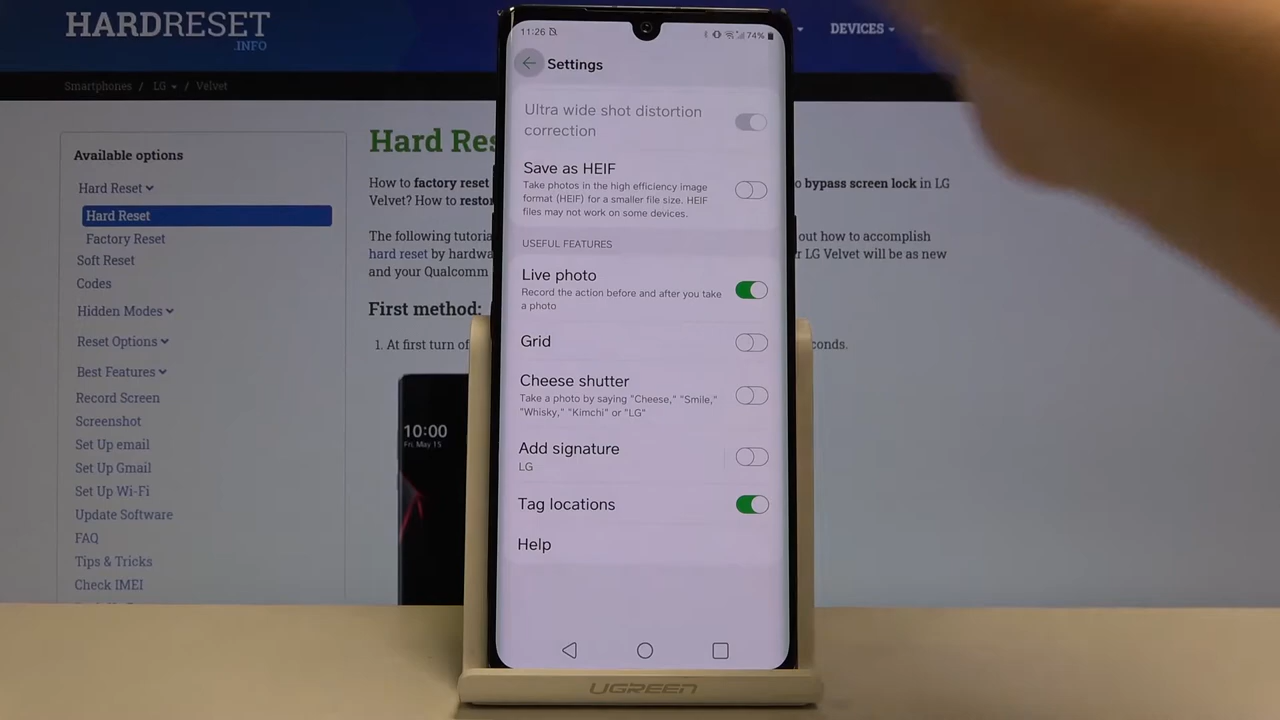 HARDRESET
.INFO
DEVICES
Smartphones / LG / Velvet
Available options
Hard Reset
Hard Reset
Factory Reset
Soft Reset
Codes
Hidden Modes
Reset Options
Best Features
Record Screen
Screenshot
Set Up email
Set Up Gmail
Set Up Wi-Fi
Update Software
FAQ
Tips & Tricks
Check IMEI
Hard Res
How to factory reset
o bypass screen lock in LG
Velvet? How to
The following
out how to accomplish
hard reset by
r LG Velvet will be as new
and your Qualcomm
First method:
1. At first turn
10:00
Fri, May 15
11:26
74%
Settings
Ultra wide shot distortion
correction
Save as HEIF
Take photos in the high efficiency image
format (HEIF) for a smaller file size. HEIF
files may not work on some devices.
USEFUL FEATURES
Live photo
Record the action before and after you take
a photo
Grid
Cheese shutter
Take a photo by saying "Cheese," "Smile,"
"Whisky," "Kimchi" or "LG"
Add signature
LG
Tag locations
Help
UGREEN